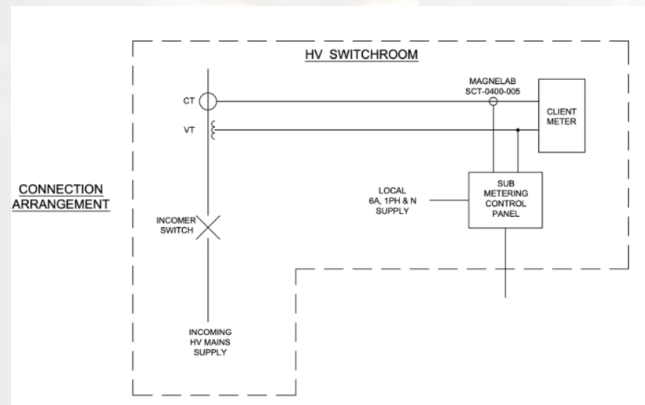 HV SWITCHROOM
MAGNELAB
SCT-0400-005
CT
CLIENT
METER
VT
CONNECTION
ARRANGEMENT
LOCAL
6A, 1PH & N
SUPPLY
SUB
METERING
CONTROL
PANEL
INCOMER
SWITCH
INCOMING
HV MAINS
SUPPLY